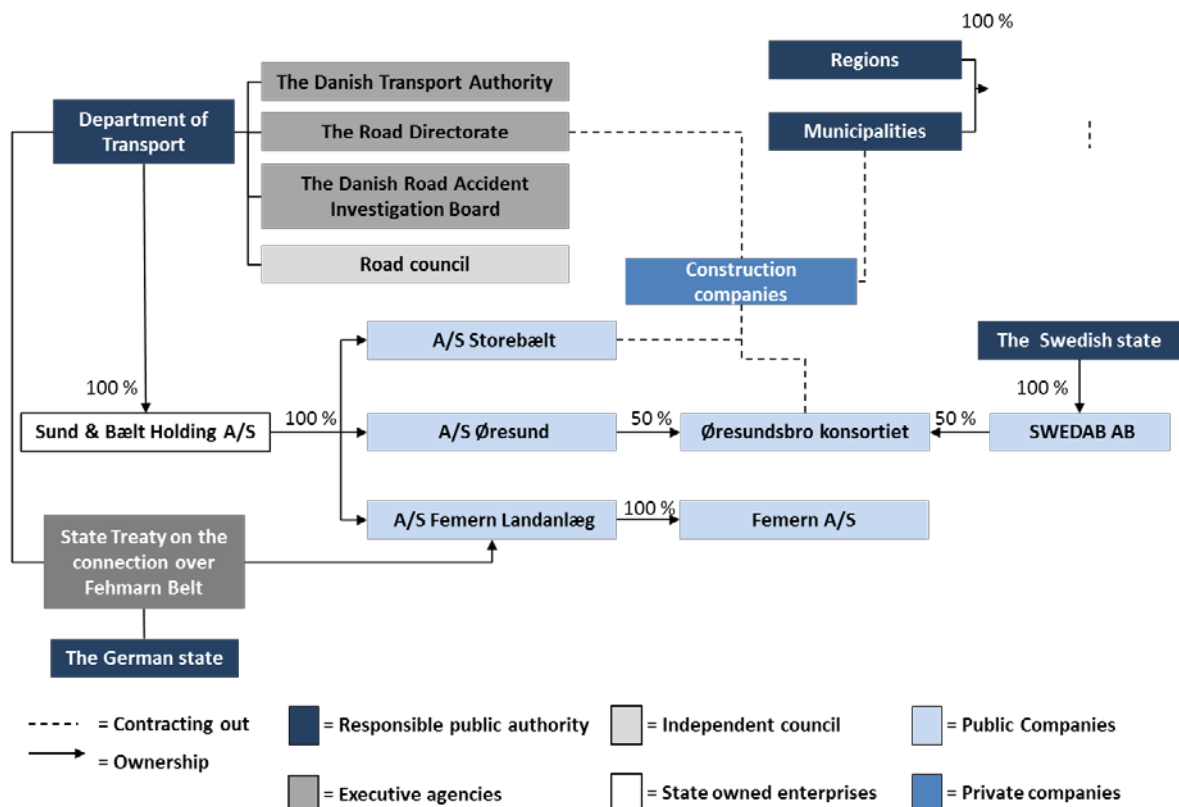 100 %
Regions
The Danish Transport Authority
Department of
Transport
The Road Directorate
Municipalities
The Danish Road Accident
Investigation Board
Road council
Construction
companies
A/S Storebælt
The Swedish state
100 %
100 %
Sund & Bælt Holding A/S
100 %
A/S Øresund
50 %
Øresundsbro konsortiet
50 %
SWEDAB AB
A/S Femern Landanlæg
100 %
Femern A/S
State Treaty on the
connection over
Fehmarn Belt
The German state
= Contracting out
= Responsible public authority
= Independent council
= Public Companies
= Ownership
= Executive agencies
= State owned enterprises
= Private companies